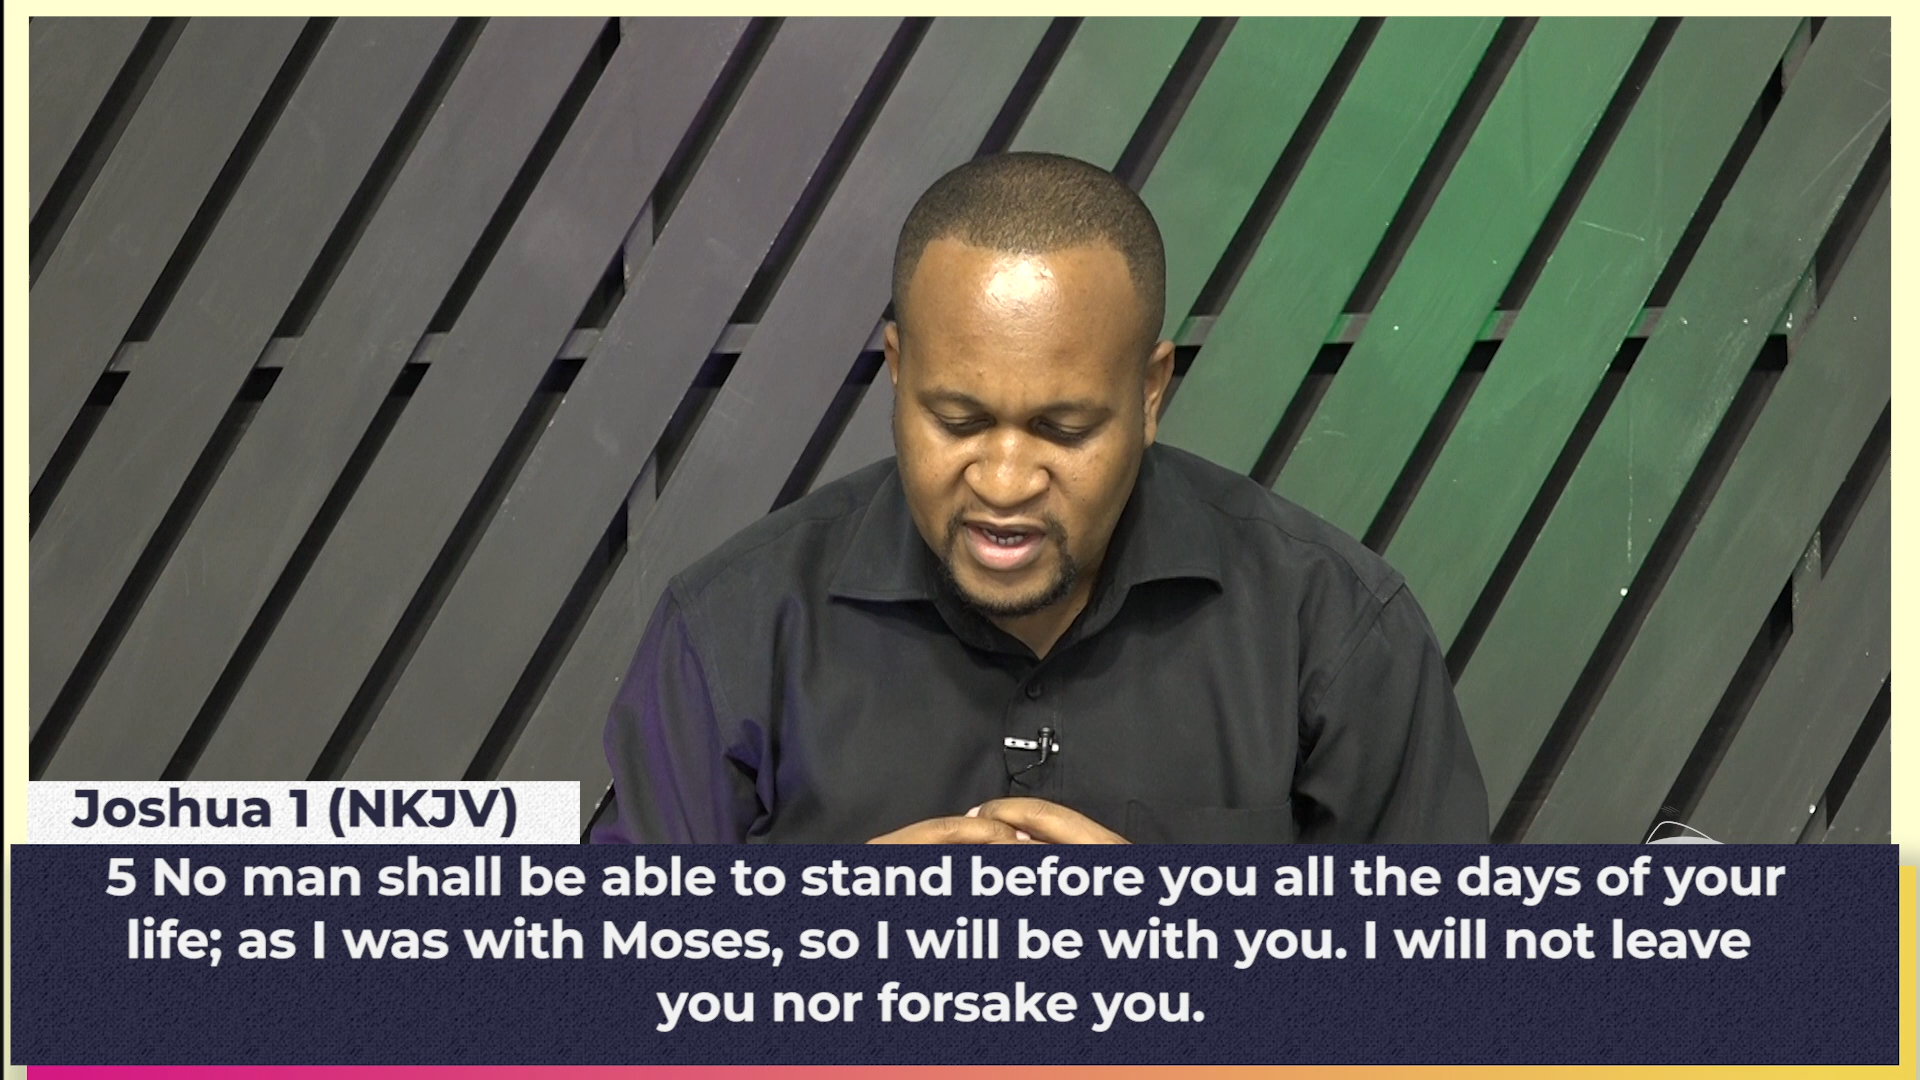 Joshua 1 (NKJV)
5 No man shall be able to stand before you all the days of your
life; as I was with Moses, so I will be with you. I will not leave
you nor forsake you.